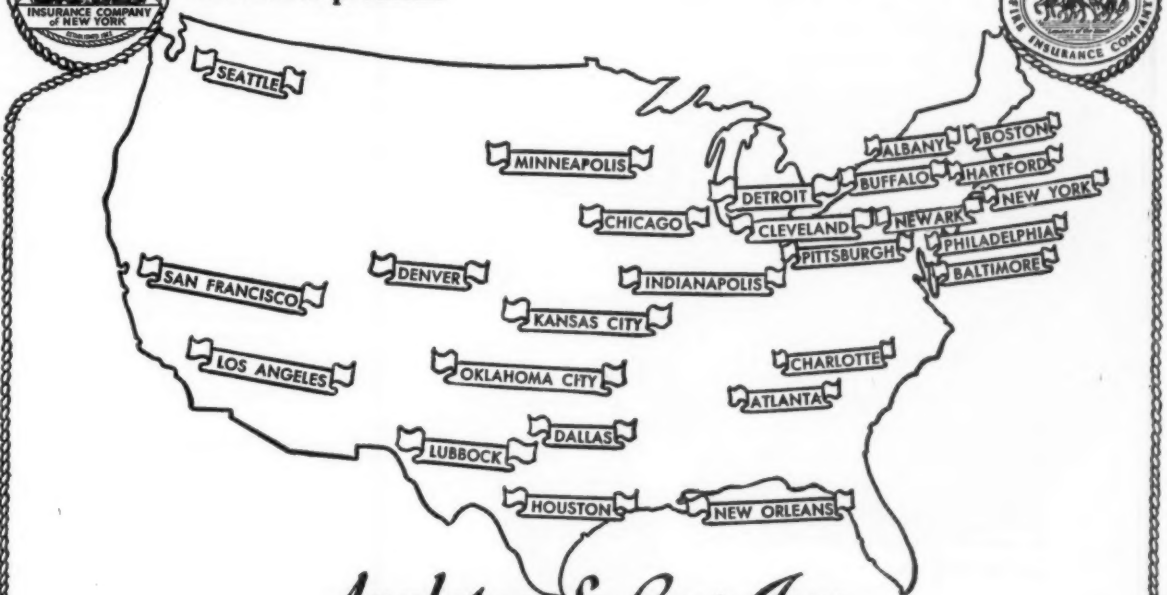 INSURANCE COMPANY
of NEW YORK
FIRE INSURANCE COMPANY
SEATTLE
MINNEAPOLIS
ALBANY
BOSTON
DETROIT
BUFFALO
HARTFORD
NEW YORK
CHICAGO
CLEVELAND
NEWARK
PITTSBURGH
PHILADELPHIA
BALTIMORE
SAN FRANCISCO
DENVER
INDIANAPOLIS
KANSAS CITY
LOS ANGELES
OKLAHOMA CITY
CHARLOTTE
ATLANTA
LUBBOCK
DALLAS
HOUSTON
NEW ORLEANS